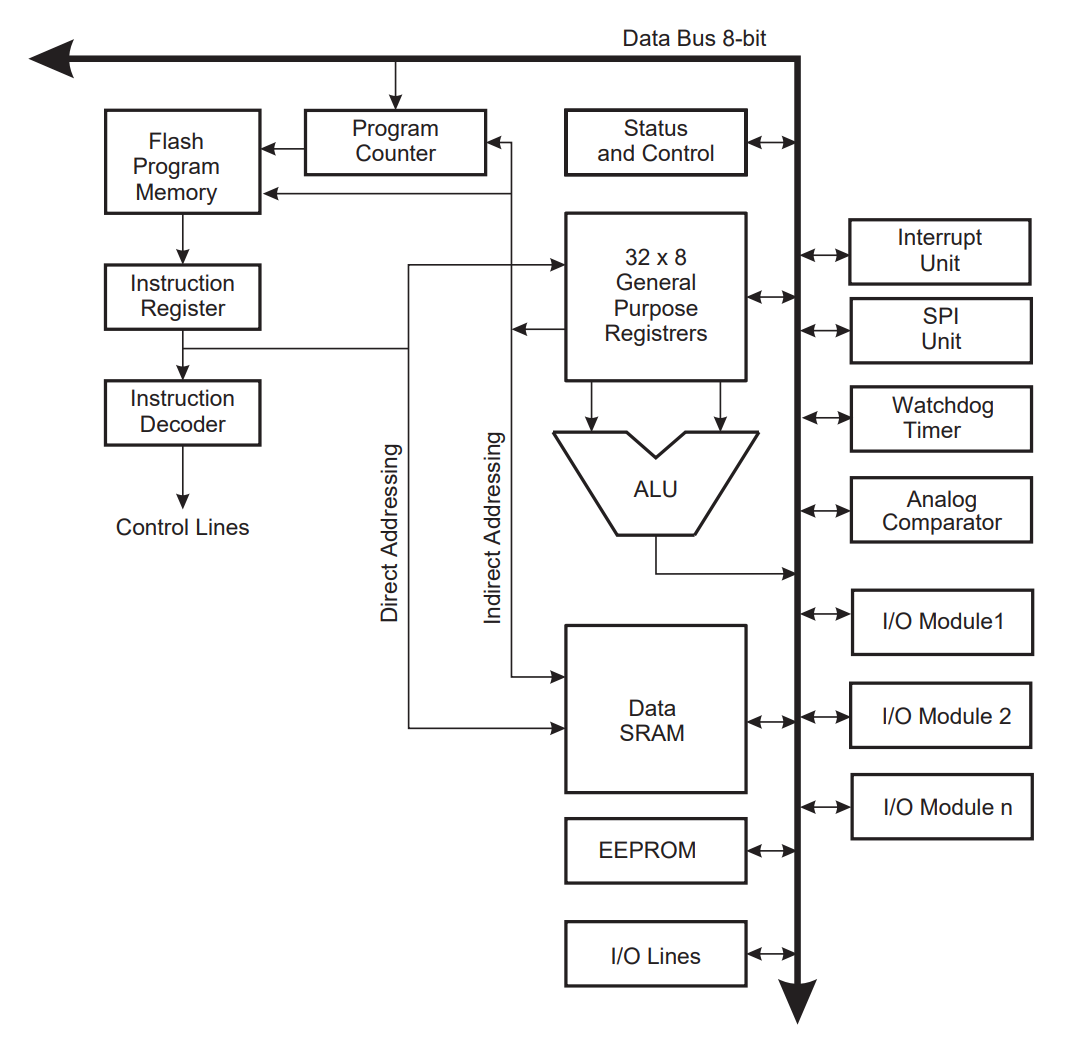 Data Bus 8-bit
Flash
Program
Memory
Program
Counter
Status
and Control
32 x 8
General
Purpose
Registrers
Interrupt
Unit
SPI
Unit
Instruction
Register
Instruction
Decoder
Watchdog
Timer
Control Lines
Direct Addressing
Indirect Addressing
ALU
Analog
Comparator
I/O Module1
Data
SRAM
I/O Module 2
I/O Module n
EEPROM
I/O Lines